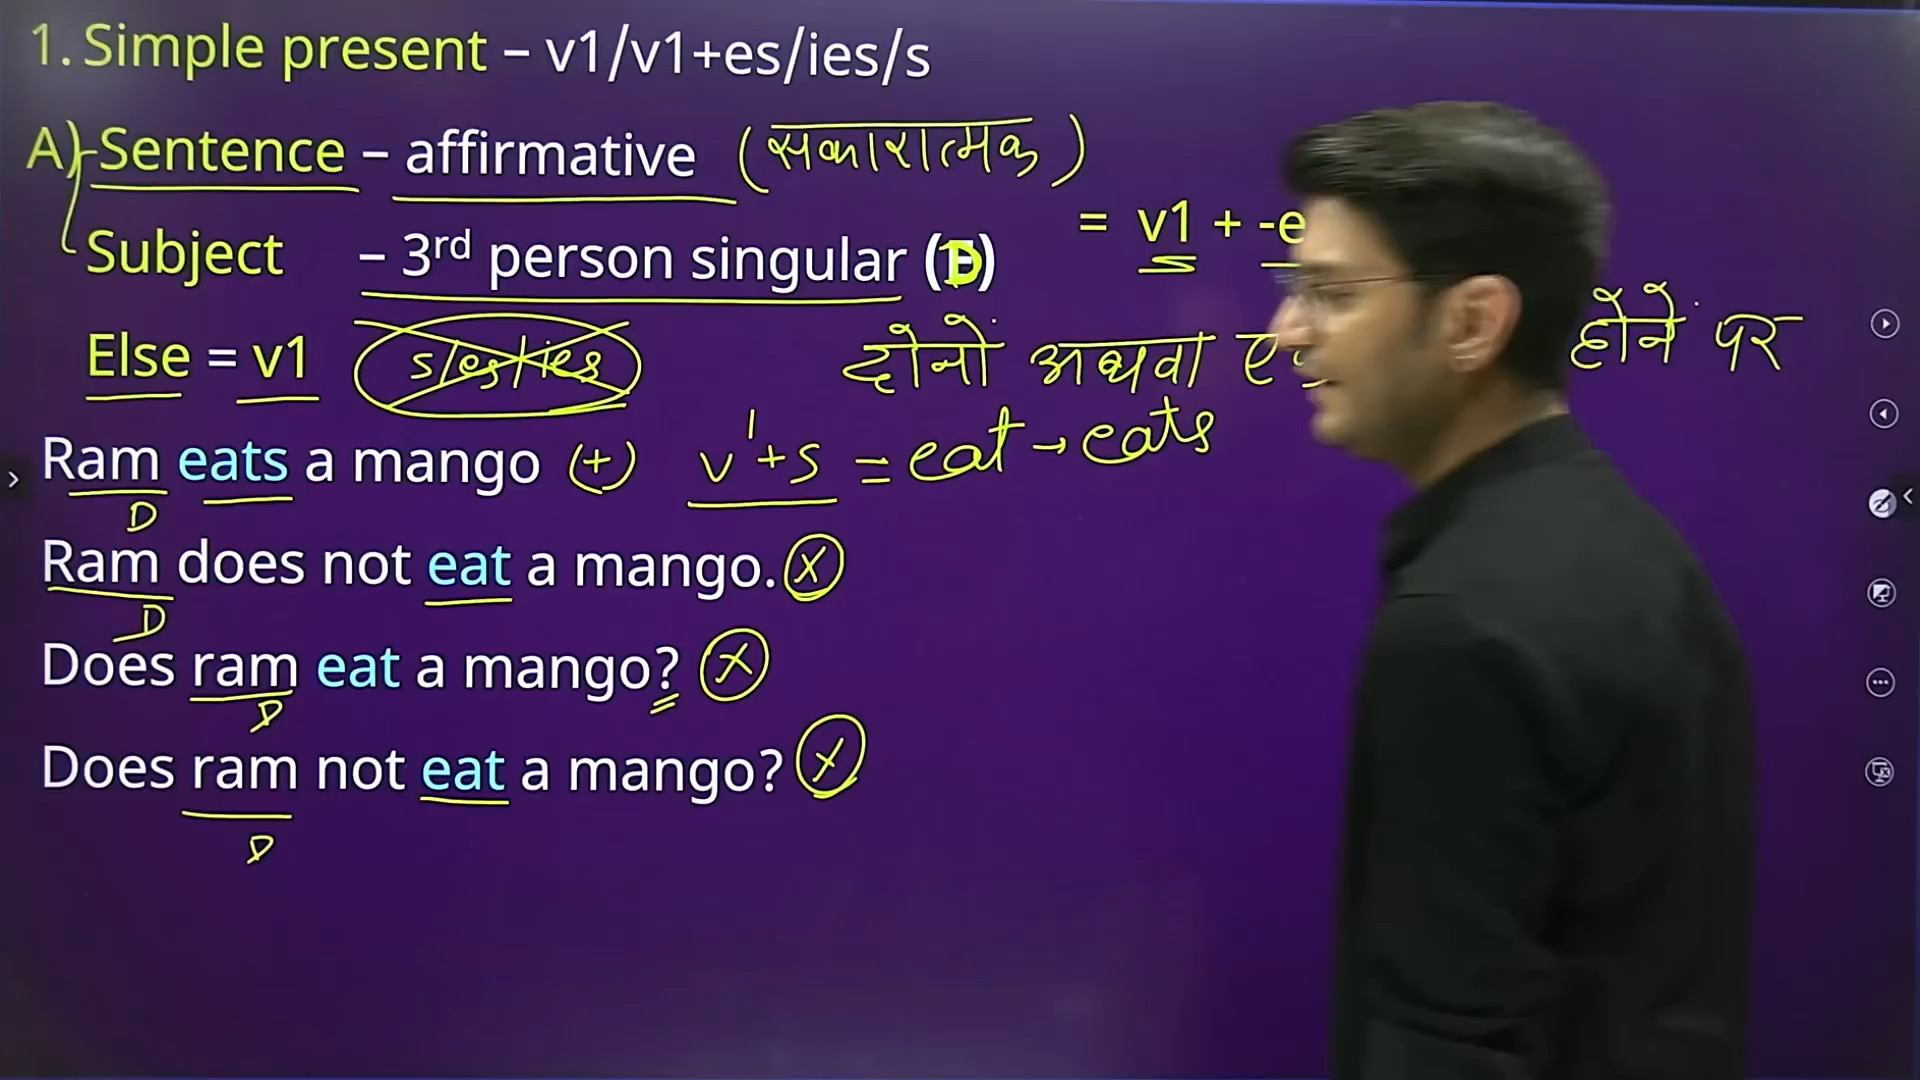 1. Simple present – v1/v1+es/ies/s
A) Sentence – affirmative (सकारात्मक)
Subject – 3rd person singular (D) = v1 + -e
Else = v1 s/es/ies दोनों अथवा होने पर
Ram eats a mango (+) v1+s = eat → eats
D
Ram does not eat a mango. X
D
Does ram eat a mango? X
D
Does ram not eat a mango? X
D